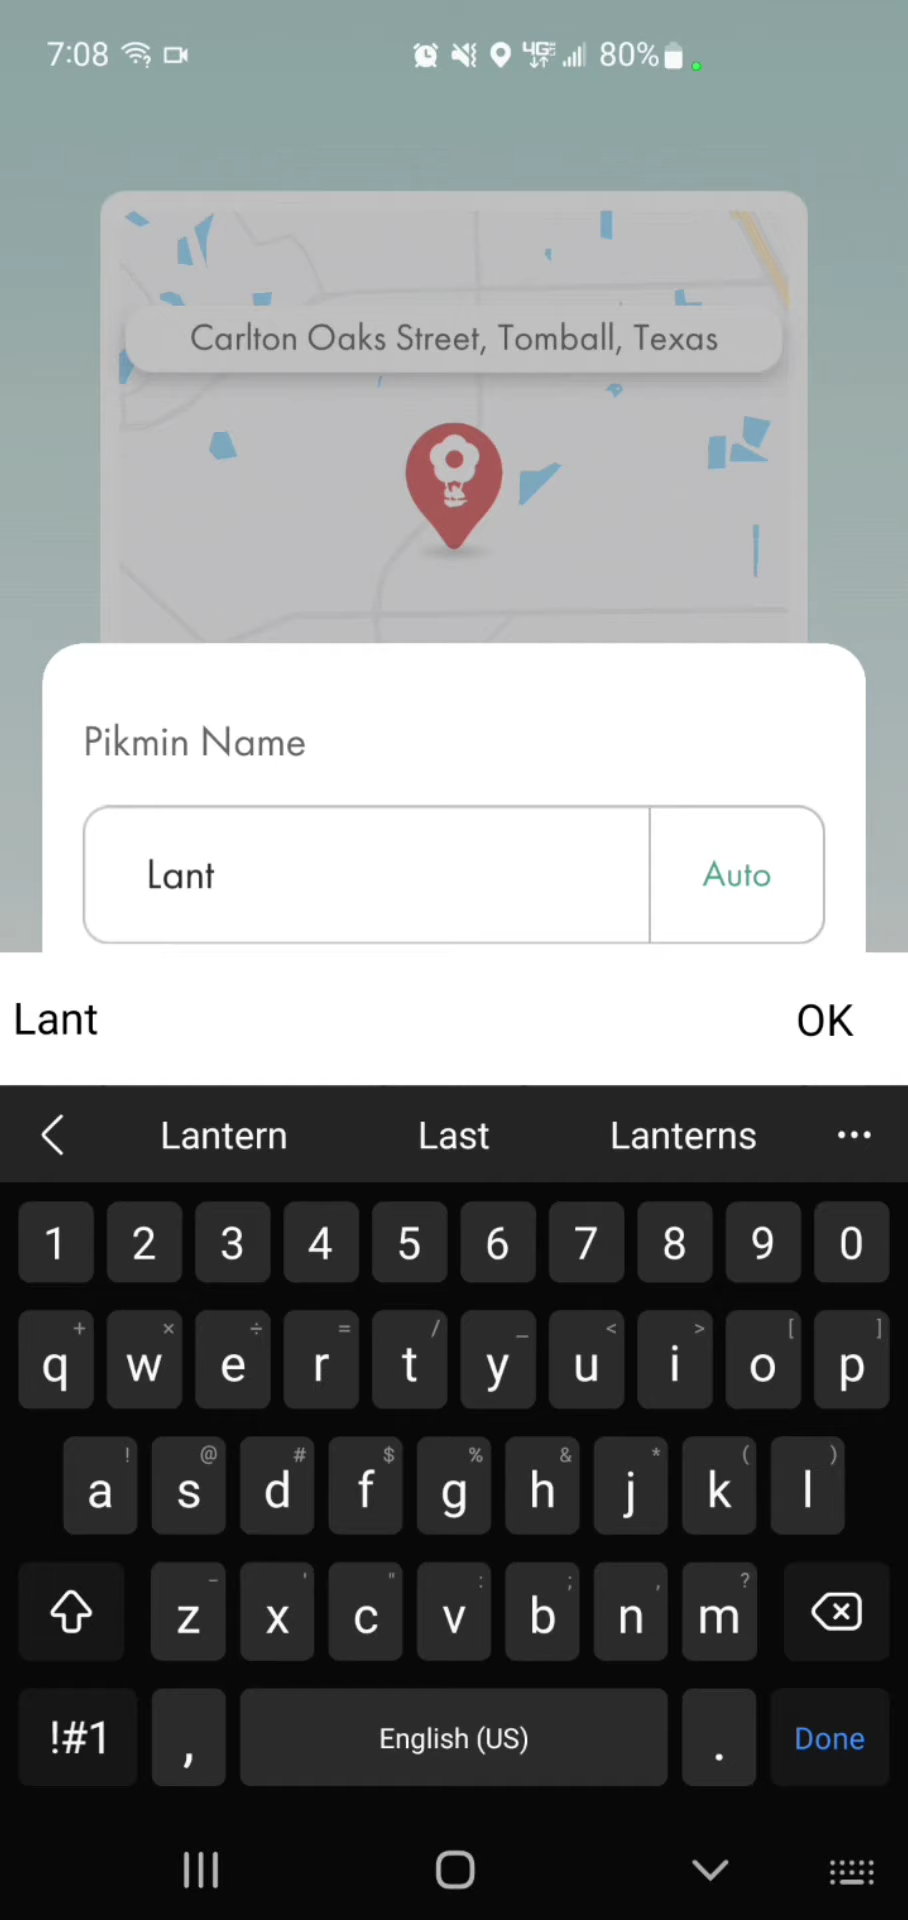 7:08 4G 80%
Carlton Oaks Street, Tomball, Texas
Pikmin Name
Lant Auto
Lant OK
Lantern Last Lanterns ...
1 2 3 4 5 6 7 8 9 0
+ × ÷ = / _ < > [ ]
q w e r t y u i o p
! @ # $ % & * ( )
a s d f g h j k l
- ' " : ; , ?
z x c v b n m
!#1 , English (US) . Done